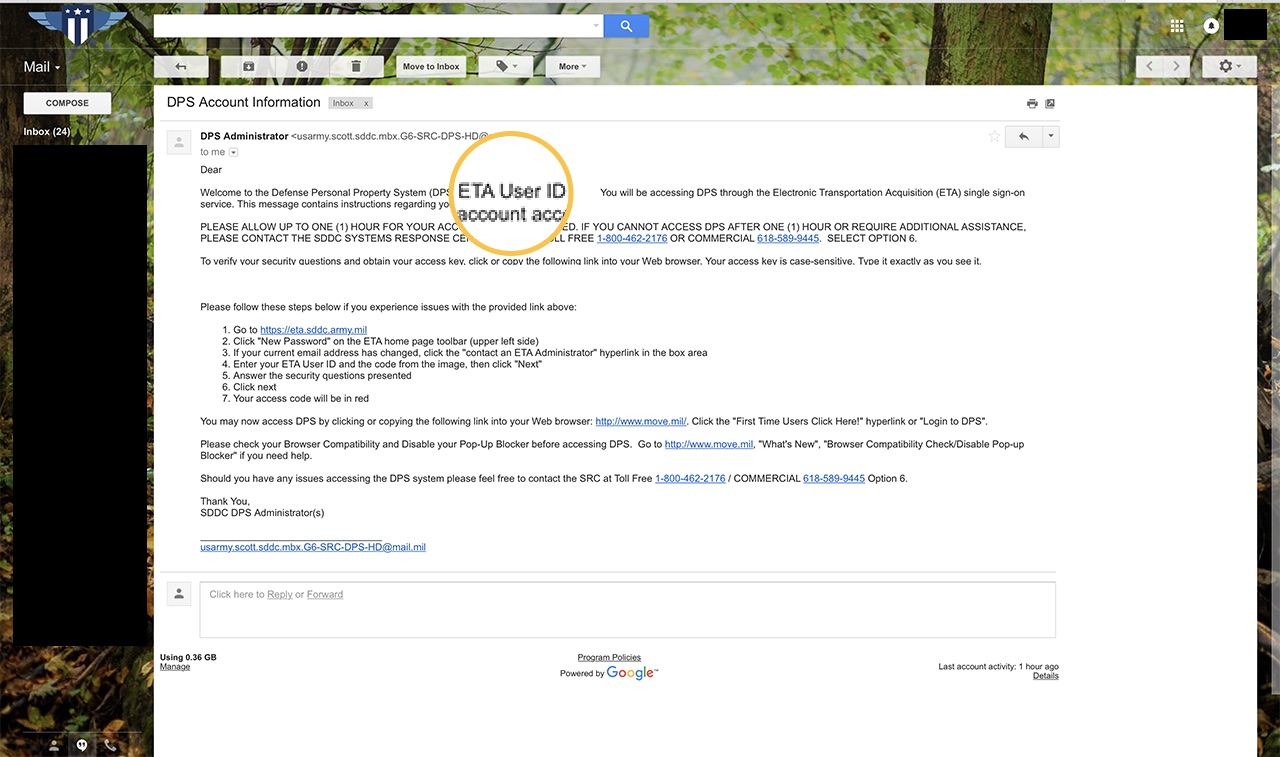 Mail
Move to Inbox
More
COMPOSE
DPS Account Information
Inbox x
Inbox (24)
DPS Administrator <usarmy.scott.sddc.mbx.G6-SRC-DPS-HD@
to me
Dear
Welcome to the Defense Personal Property System (DPS ETA User ID You will be accessing DPS through the Electronic Transportation Acquisition (ETA) single sign-on
service. This message contains instructions regarding account
PLEASE ALLOW UP TO ONE (1) HOUR FOR YOUR IF YOU CANNOT ACCESS DPS AFTER ONE (1) HOUR OR REQUIRE ADDITIONAL ASSISTANCE,
PLEASE CONTACT THE SDDC SYSTEMS RESPONSE FREE 1-800-462-2176 OR COMMERCIAL 618-589-9445. SELECT OPTION 6.
To verify your security questions and obtain your access key, click or copy the following link into your Web browser. Your access key is case-sensitive. Type it exactly as you see it.
Please follow these steps below if you experience issues with the provided link above:
1. Go to https://eta.sddc.army.mil
2. Click "New Password" on the ETA home page toolbar (upper left side)
3. If your current email address has changed, click the "contact an ETA Administrator" hyperlink in the box area
4. Enter your ETA User ID and the code from the image, then click "Next"
5. Answer the security questions presented
6. Click next
7. Your access code will be in red
You may now access DPS by clicking or copying the following link into your Web browser: http://www.move.mil/. Click the "First Time Users Click Here!" hyperlink or "Login to DPS".
Please check your Browser Compatibility and Disable your Pop-Up Blocker before accessing DPS. Go to http://www.move.mil, "What's New", "Browser Compatibility Check/Disable Pop-up
Blocker" if you need help.
Should you have any issues accessing the DPS system please feel free to contact the SRC at Toll Free 1-800-462-2176 / COMMERCIAL 618-589-9445 Option 6.
Thank You,
SDDC DPS Administrator(s)
usarmy.scott.sddc.mbx.G6-SRC-DPS-HD@mail.mil
Click here to Reply or Forward
Using 0.36 GB
Manage
Program Policies
Powered by Google™
Last account activity: 1 hour ago
Details